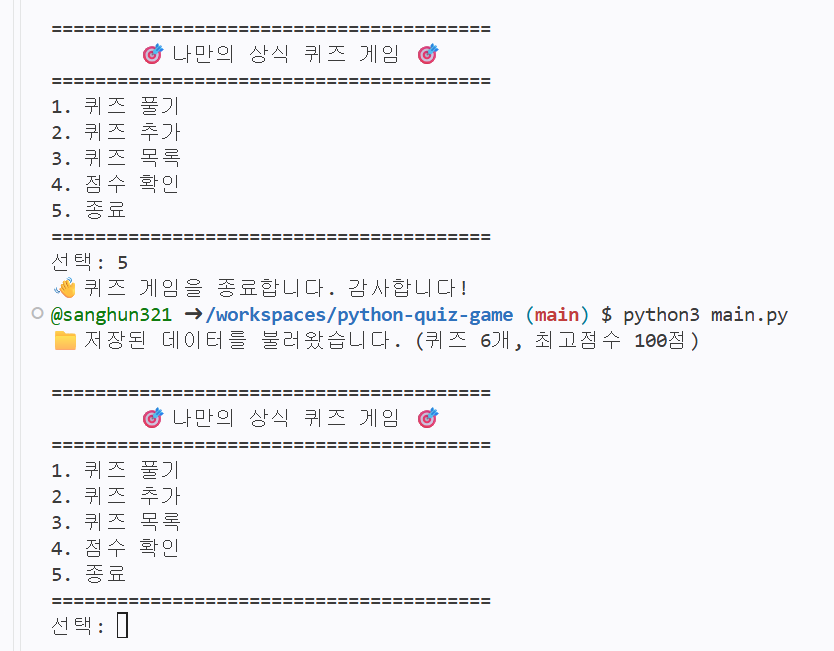 ========================================
🎯 나만의 상식 퀴즈 게임 🎯
========================================
1. 퀴즈 풀기
2. 퀴즈 추가
3. 퀴즈 목록
4. 점수 확인
5. 종료
========================================
선택: 5
👋 퀴즈 게임을 종료합니다. 감사합니다!
@sanghun321 ➜/workspaces/python-quiz-game (main) $ python3 main.py
📁 저장된 데이터를 불러왔습니다. (퀴즈 6개, 최고점수 100점)
========================================
🎯 나만의 상식 퀴즈 게임 🎯
========================================
1. 퀴즈 풀기
2. 퀴즈 추가
3. 퀴즈 목록
4. 점수 확인
5. 종료
========================================
선택: